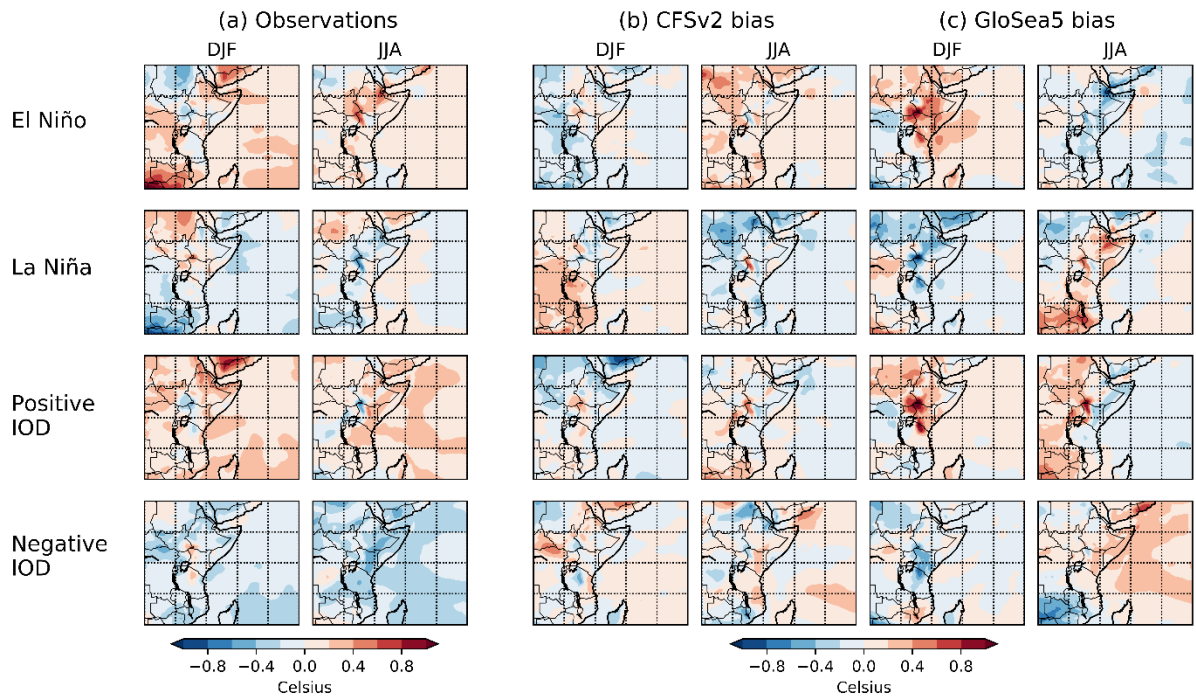 (a) Observations (b) CFSv2 bias (c) GloSea5 bias
DJF JJA DJF JJA DJF JJA
El Niño
La Niña
Positive
IOD
Negative
IOD
−0.8 −0.4 0.0 0.4 0.8 −0.8 −0.4 0.0 0.4 0.8
Celsius Celsius